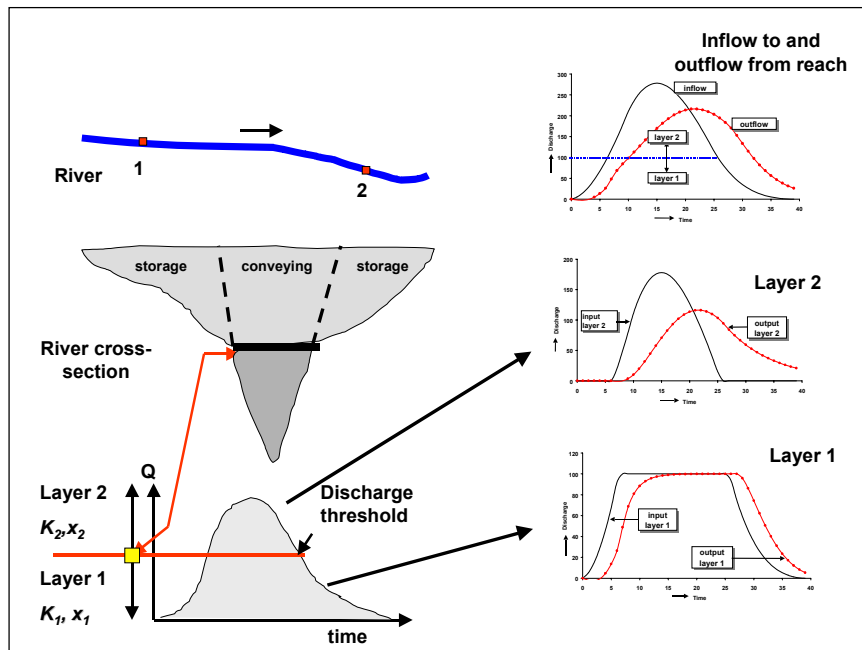 Inflow to and
outflow from reach
300
250
200
150
100
50
0
Discharge
inflow
outflow
layer 2
layer 1
0 5 10 15 20 25 30 35 40
Time
1
2
River
storage conveying storage
River cross-
section
Layer 2
200
150
100
50
0
Discharge
input
layer 2
output
layer 2
0 5 10 15 20 25 30 35 40
Time
Q
Layer 2
K2,x2
Layer 1
K1, x1
Discharge
threshold
time
Layer 1
120
100
80
60
40
20
0
Discharge
input
layer 1
output
layer 1
0 5 10 15 20 25 30 35 40
Time